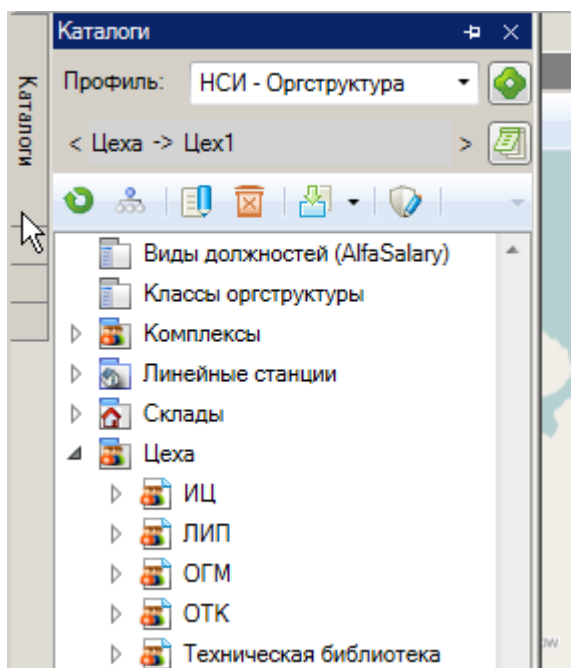 Каталоги
Каталоги
Профиль: НСИ - Оргструктура
< Цеха -> Цех1 >
Виды должностей (AlfaSalary)
Классы оргструктуры
Комплексы
Линейные станции
Склады
Цеха
ИЦ
ЛИП
ОГМ
ОТК
Техническая библиотека